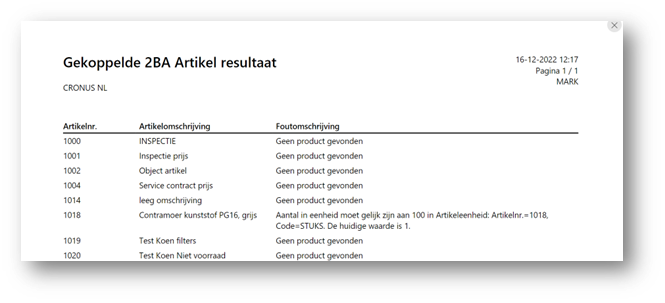 Gekoppelde 2BA Artikel resultaat
16-12-2022 12:17
Pagina 1 / 1
MARK
CRONUS NL
Artikelnr. Artikelomschrijving Foutomschrijving
1000 INSPECTIE Geen product gevonden
1001 Inspectie prijs Geen product gevonden
1002 Object artikel Geen product gevonden
1004 Service contract prijs Geen product gevonden
1014 leeg omschrijving Geen product gevonden
1018 Contramoer kunststof PG16, grijs Aantal in eenheid moet gelijk zijn aan 100 in Artikeleenheid: Artikelnr.=1018,
Code=STUKS. De huidige waarde is 1.
1019 Test Koen filters Geen product gevonden
1020 Test Koen Niet voorraad Geen product gevonden